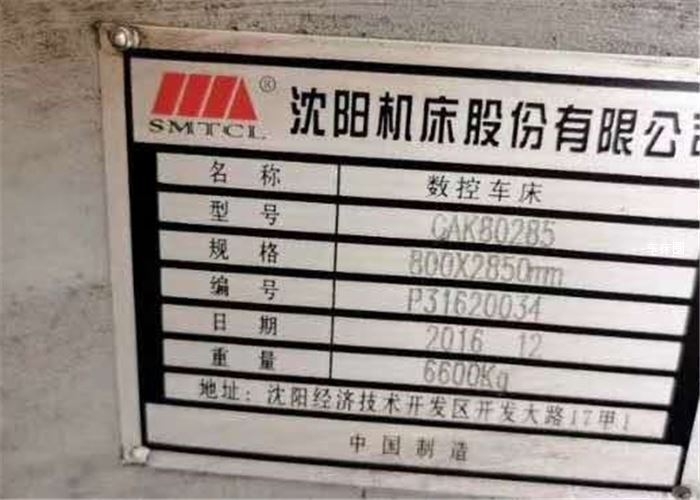 SMTCL ® 沈阳机床股份有限公司
名 称 数控车床
型 号 CAK80285
规 格 800X2850mm
编 号 P31620034
日 期 2016 12
重 量 6600Kg
地址: 沈阳经济技术开发区开发大路17甲1
中国制造